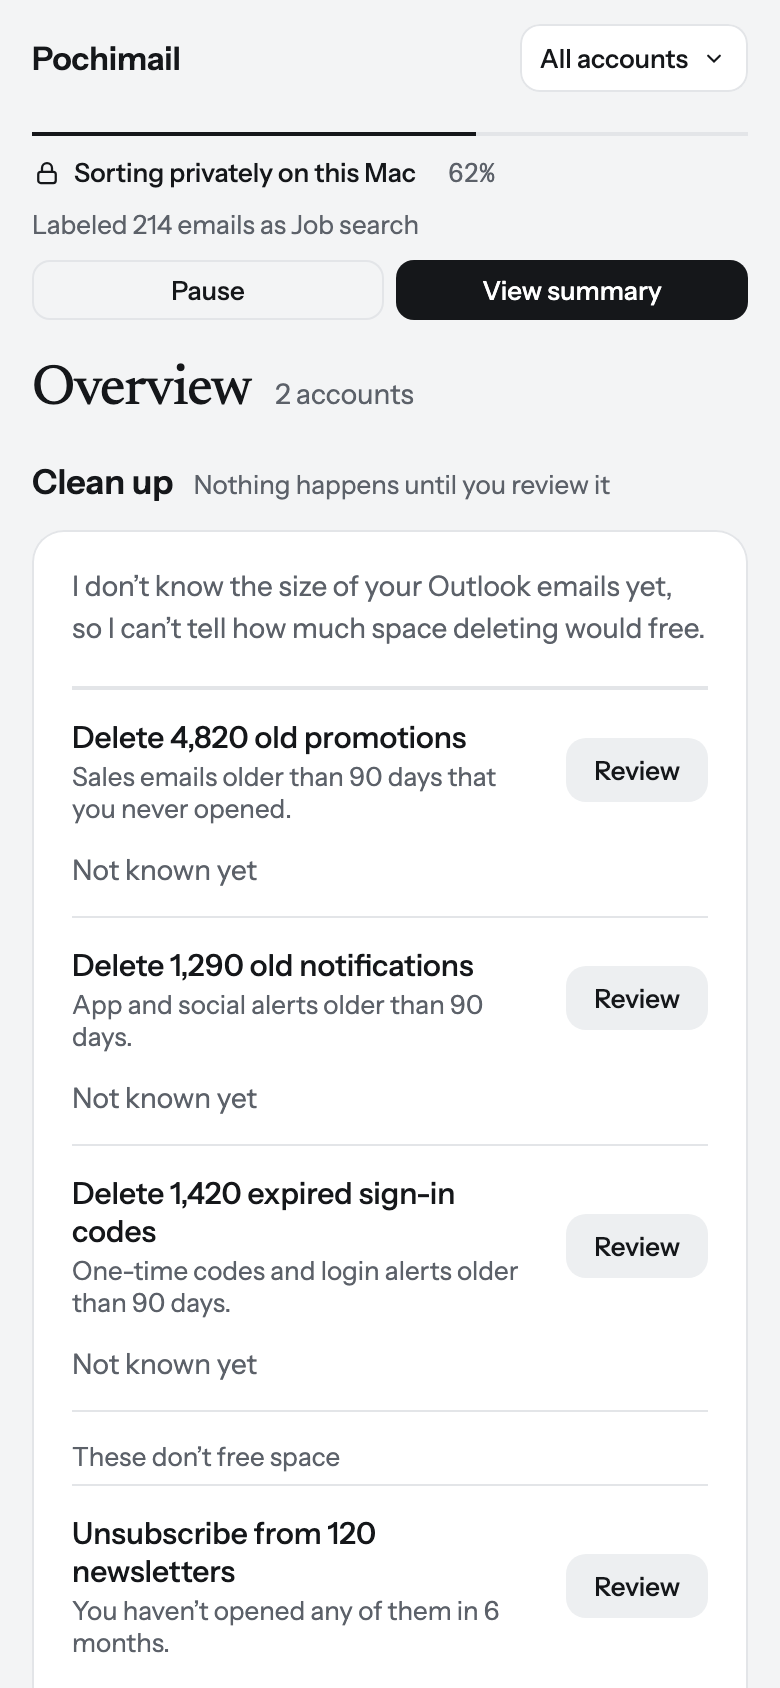 Pochimail
All accounts
Sorting privately on this Mac 62%
Labeled 214 emails as Job search
Pause
View summary
Overview 2 accounts
Clean up Nothing happens until you review it
I don’t know the size of your Outlook emails yet,
so I can’t tell how much space deleting would free.
Delete 4,820 old promotions
Sales emails older than 90 days that
you never opened.
Review
Not known yet
Delete 1,290 old notifications
App and social alerts older than 90
days.
Review
Not known yet
Delete 1,420 expired sign-in
codes
One-time codes and login alerts older
than 90 days.
Review
Not known yet
These don’t free space
Unsubscribe from 120
newsletters
You haven’t opened any of them in 6
months.
Review